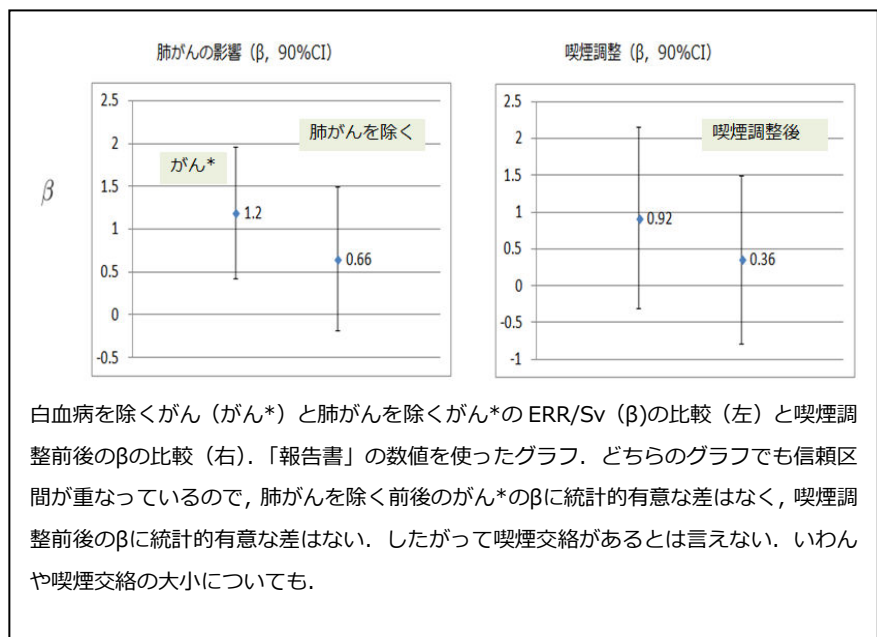 肺がんの影響（β, 90%CI）
2.5
2
1.5
1
0.5
0
-0.5
β
がん*
肺がんを除く
1.2
0.66
喫煙調整（β, 90%CI）
2.5
2
1.5
1
0.5
0
-0.5
-1
喫煙調整後
0.92
0.36
白血病を除くがん（がん*）と肺がんを除くがん*の ERR/Sv（β)の比較（左）と喫煙調
整前後のβの比較（右）．「報告書」の数値を使ったグラフ．どちらのグラフでも信頼区
間が重なっているので, 肺がんを除く前後のがん*のβに統計的有意な差はなく, 喫煙調
整前後のβに統計的有意な差はない．したがって喫煙交絡があるとは言えない．いわん
や喫煙交絡の大小についても．